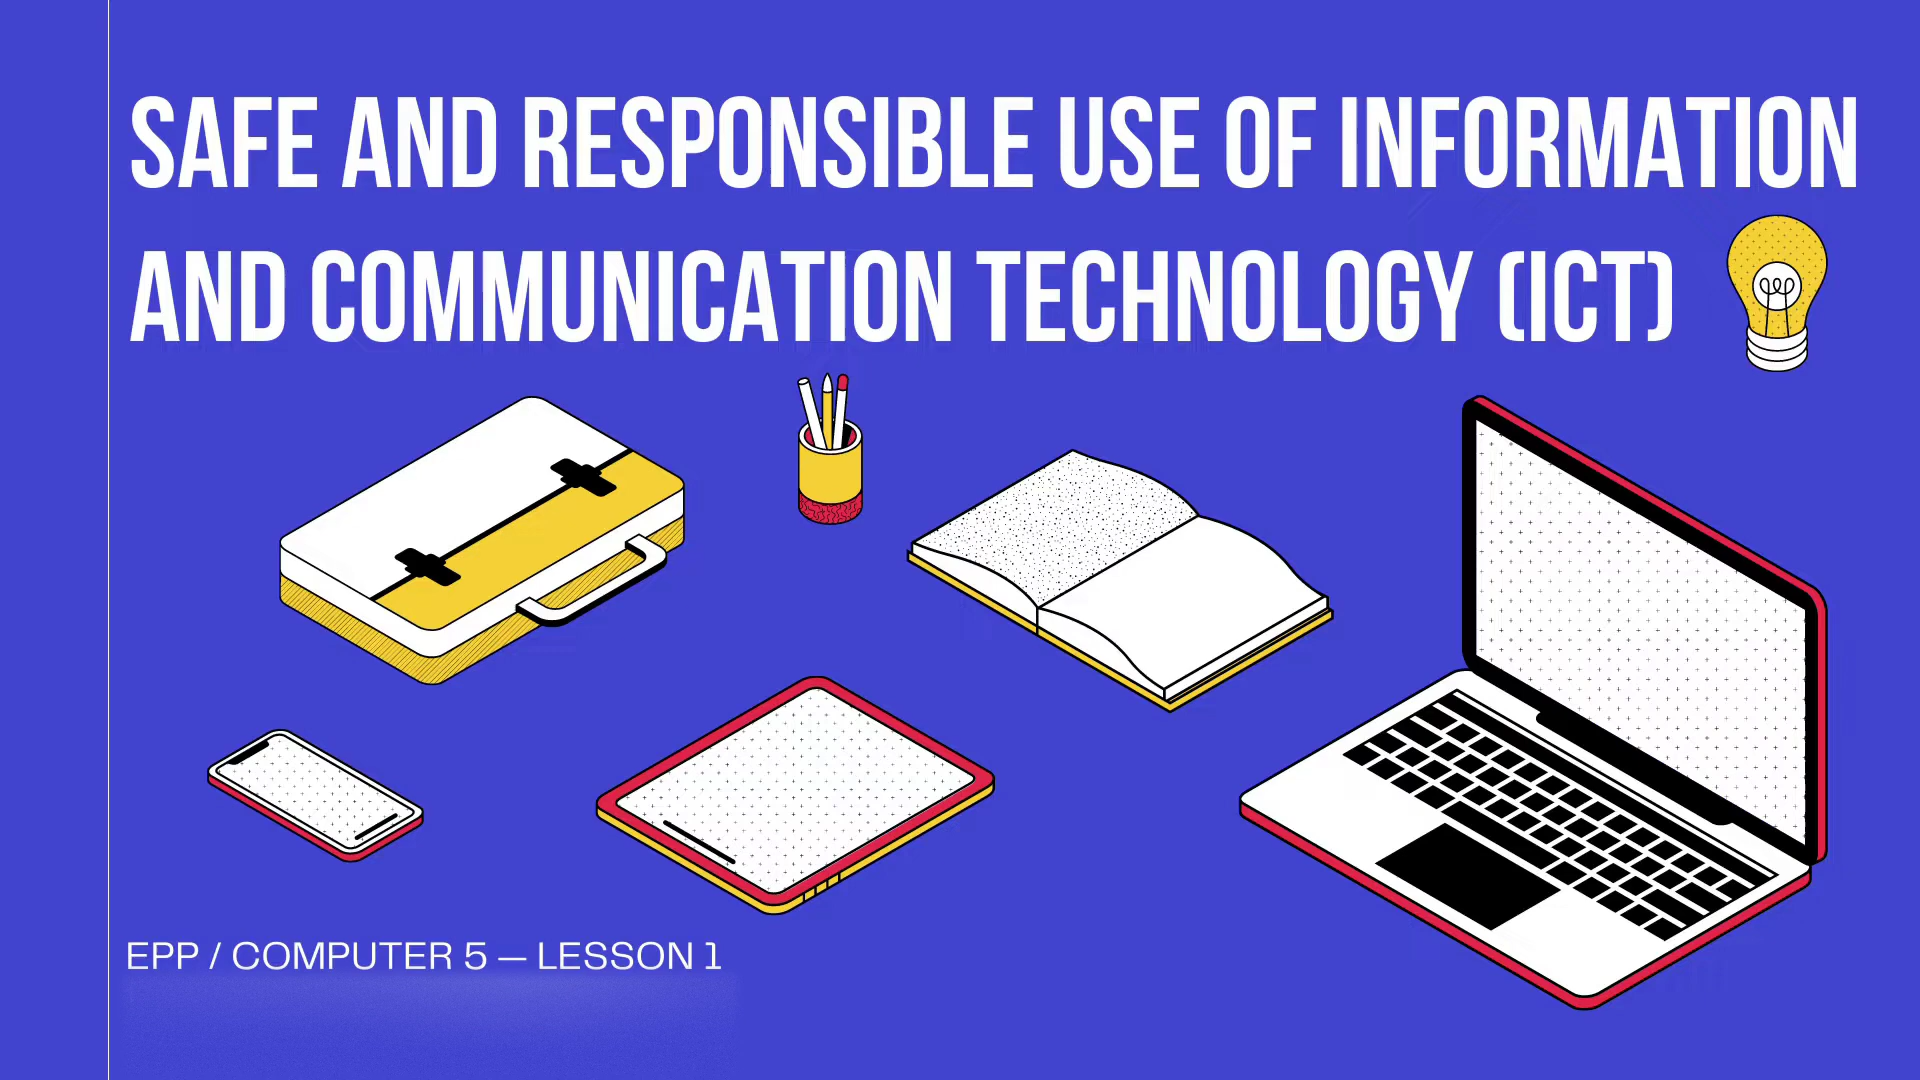 SAFE AND RESPONSIBLE USE OF INFORMATION
AND COMMUNICATION TECHNOLOGY (ICT)
EPP / COMPUTER 5 — LESSON 1